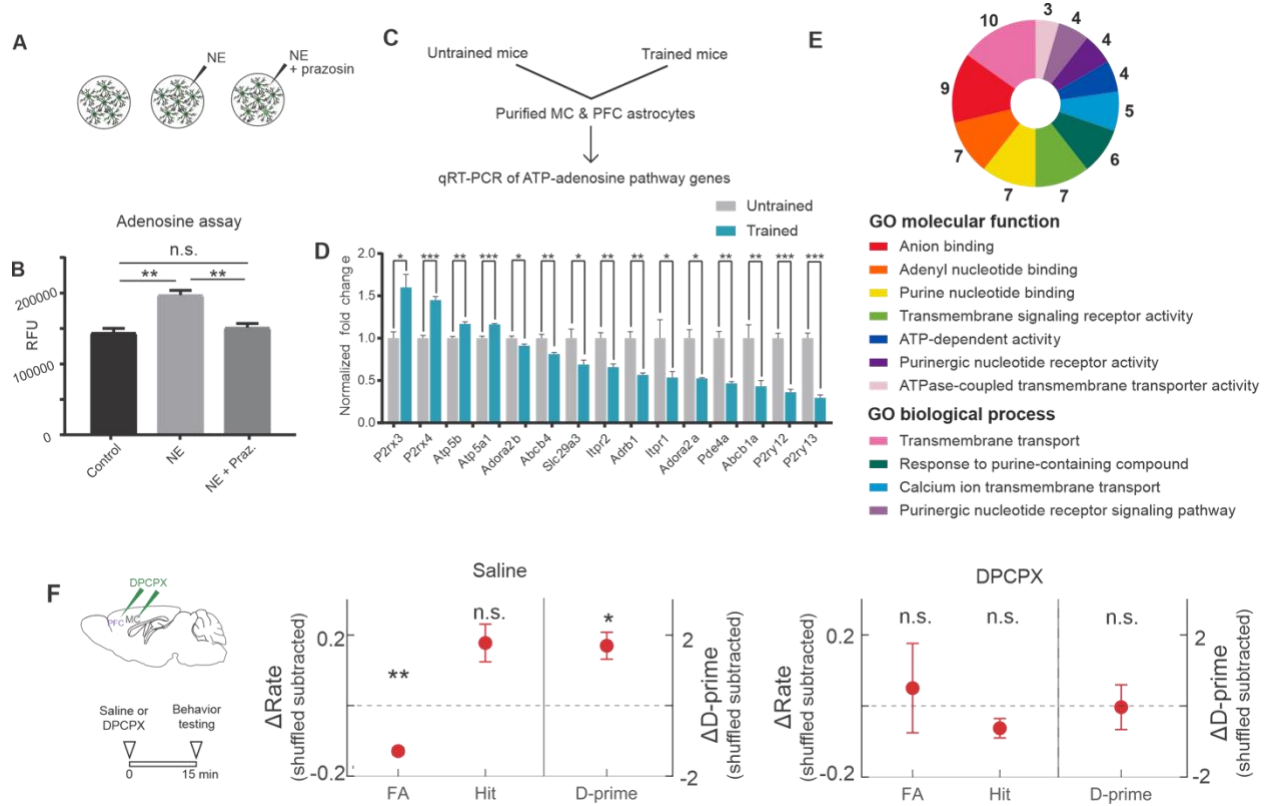 A
NE
NE
+ prazosin
B
Adenosine assay
n.s.
**
**
RFU
200000
100000
0
Control
NE
NE + Praz.
C
Untrained mice
Trained mice
Purified MC & PFC astrocytes
qRT-PCR of ATP-adenosine pathway genes
Untrained
Trained
D
Normalized fold change
2.0
1.5
1.0
0.5
0.0
*
***
**
***
*
**
*
**
**
*
*
**
**
***
***
P2rx3
P2rx4
Atp5b
Atp5a1
Adora2b
Abcb4
Slc29a3
Itpr2
Adrb1
Itpr1
Adora2a
Pde4a
Abcb1a
P2ry12
P2ry13
E
3
4
4
4
5
6
7
7
7
9
10
GO molecular function
Anion binding
Adenyl nucleotide binding
Purine nucleotide binding
Transmembrane signaling receptor activity
ATP-dependent activity
Purinergic nucleotide receptor activity
ATPase-coupled transmembrane transporter activity
GO biological process
Transmembrane transport
Response to purine-containing compound
Calcium ion transmembrane transport
Purinergic nucleotide receptor signaling pathway
F
DPCPX
PFC
MC
Saline or
DPCPX
Behavior
testing
0
15 min
Saline
ΔRate
(shuffled subtracted)
0.2
-0.2
**
n.s.
*
2
-2
ΔD-prime
(shuffled subtracted)
FA
Hit
D-prime
DPCPX
ΔRate
(shuffled subtracted)
0.2
-0.2
n.s.
n.s.
n.s.
2
-2
ΔD-prime
(shuffled subtracted)
FA
Hit
D-prime